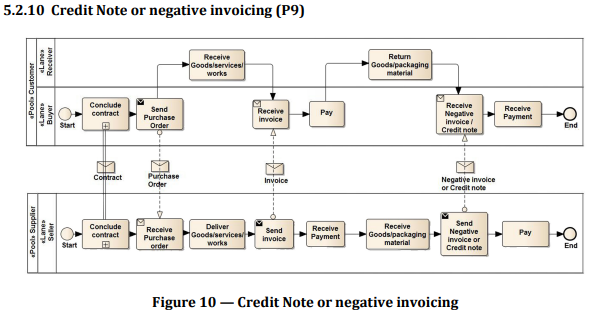 5.2.10 Credit Note or negative invoicing (P9)
«Pool» Customer
«Lane»
Receiver
Receive
Goods/services/
works
Return
Goods/packaging
material
«Lane»
Buyer
Start
Conclude
contract
Send
Purchase
Order
Receive
invoice
Pay
Receive
Negative
invoice /
Credit note
Receive
Payment
End
Contract
Purchase
Order
Invoice
Negative invoice
or Credit note
«Pool» Supplier
«Lane»
Seller
Start
Conclude
contract
Receive
Purchase
order
Deliver
Goods/services/
works
Send
invoice
Receive
Payment
Receive
Goods/packaging
material
Send
Negative
invoice or
Credit note
Pay
End
Figure 10 — Credit Note or negative invoicing